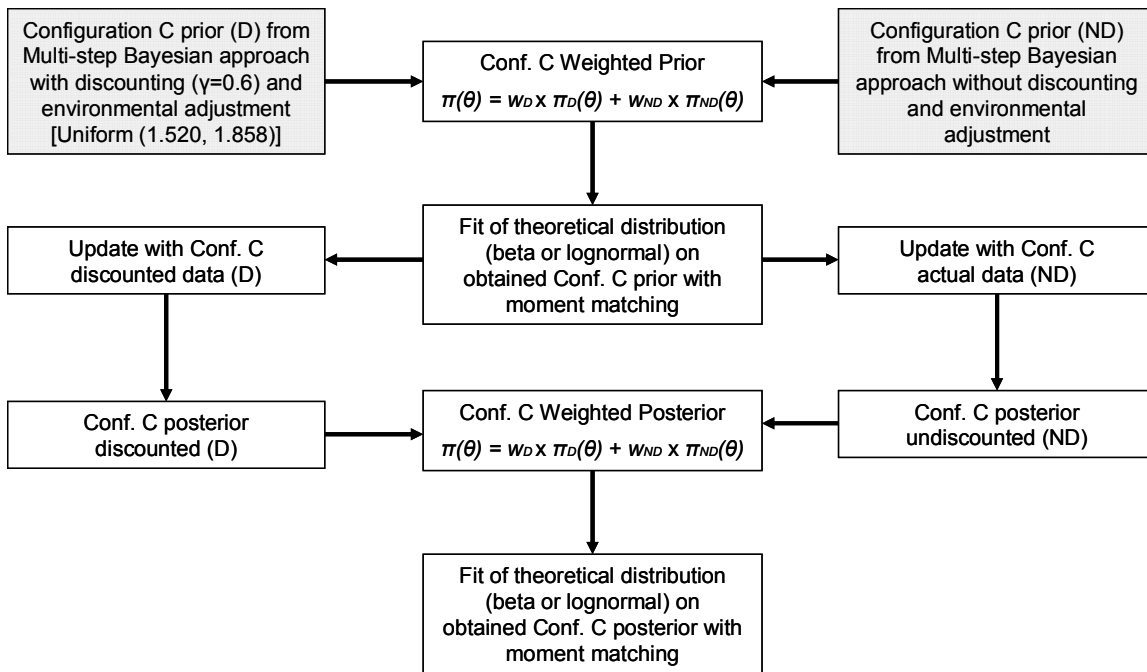 Configuration C prior (D) from
Multi-step Bayesian approach
with discounting (γ=0.6) and
environmental adjustment
[Uniform (1.520, 1.858)]
Conf. C Weighted Prior
π(θ) = wD x πD(θ) + wND x πND(θ)
Configuration C prior (ND)
from Multi-step Bayesian
approach without discounting
and environmental
adjustment
Update with Conf. C
discounted data (D)
Fit of theoretical distribution
(beta or lognormal) on
obtained Conf. C prior with
moment matching
Update with Conf. C
actual data (ND)
Conf. C posterior
discounted (D)
Conf. C Weighted Posterior
π(θ) = wD x πD(θ) + wND x πND(θ)
Conf. C posterior
undiscounted (ND)
Fit of theoretical distribution
(beta or lognormal) on
obtained Conf. C posterior with
moment matching